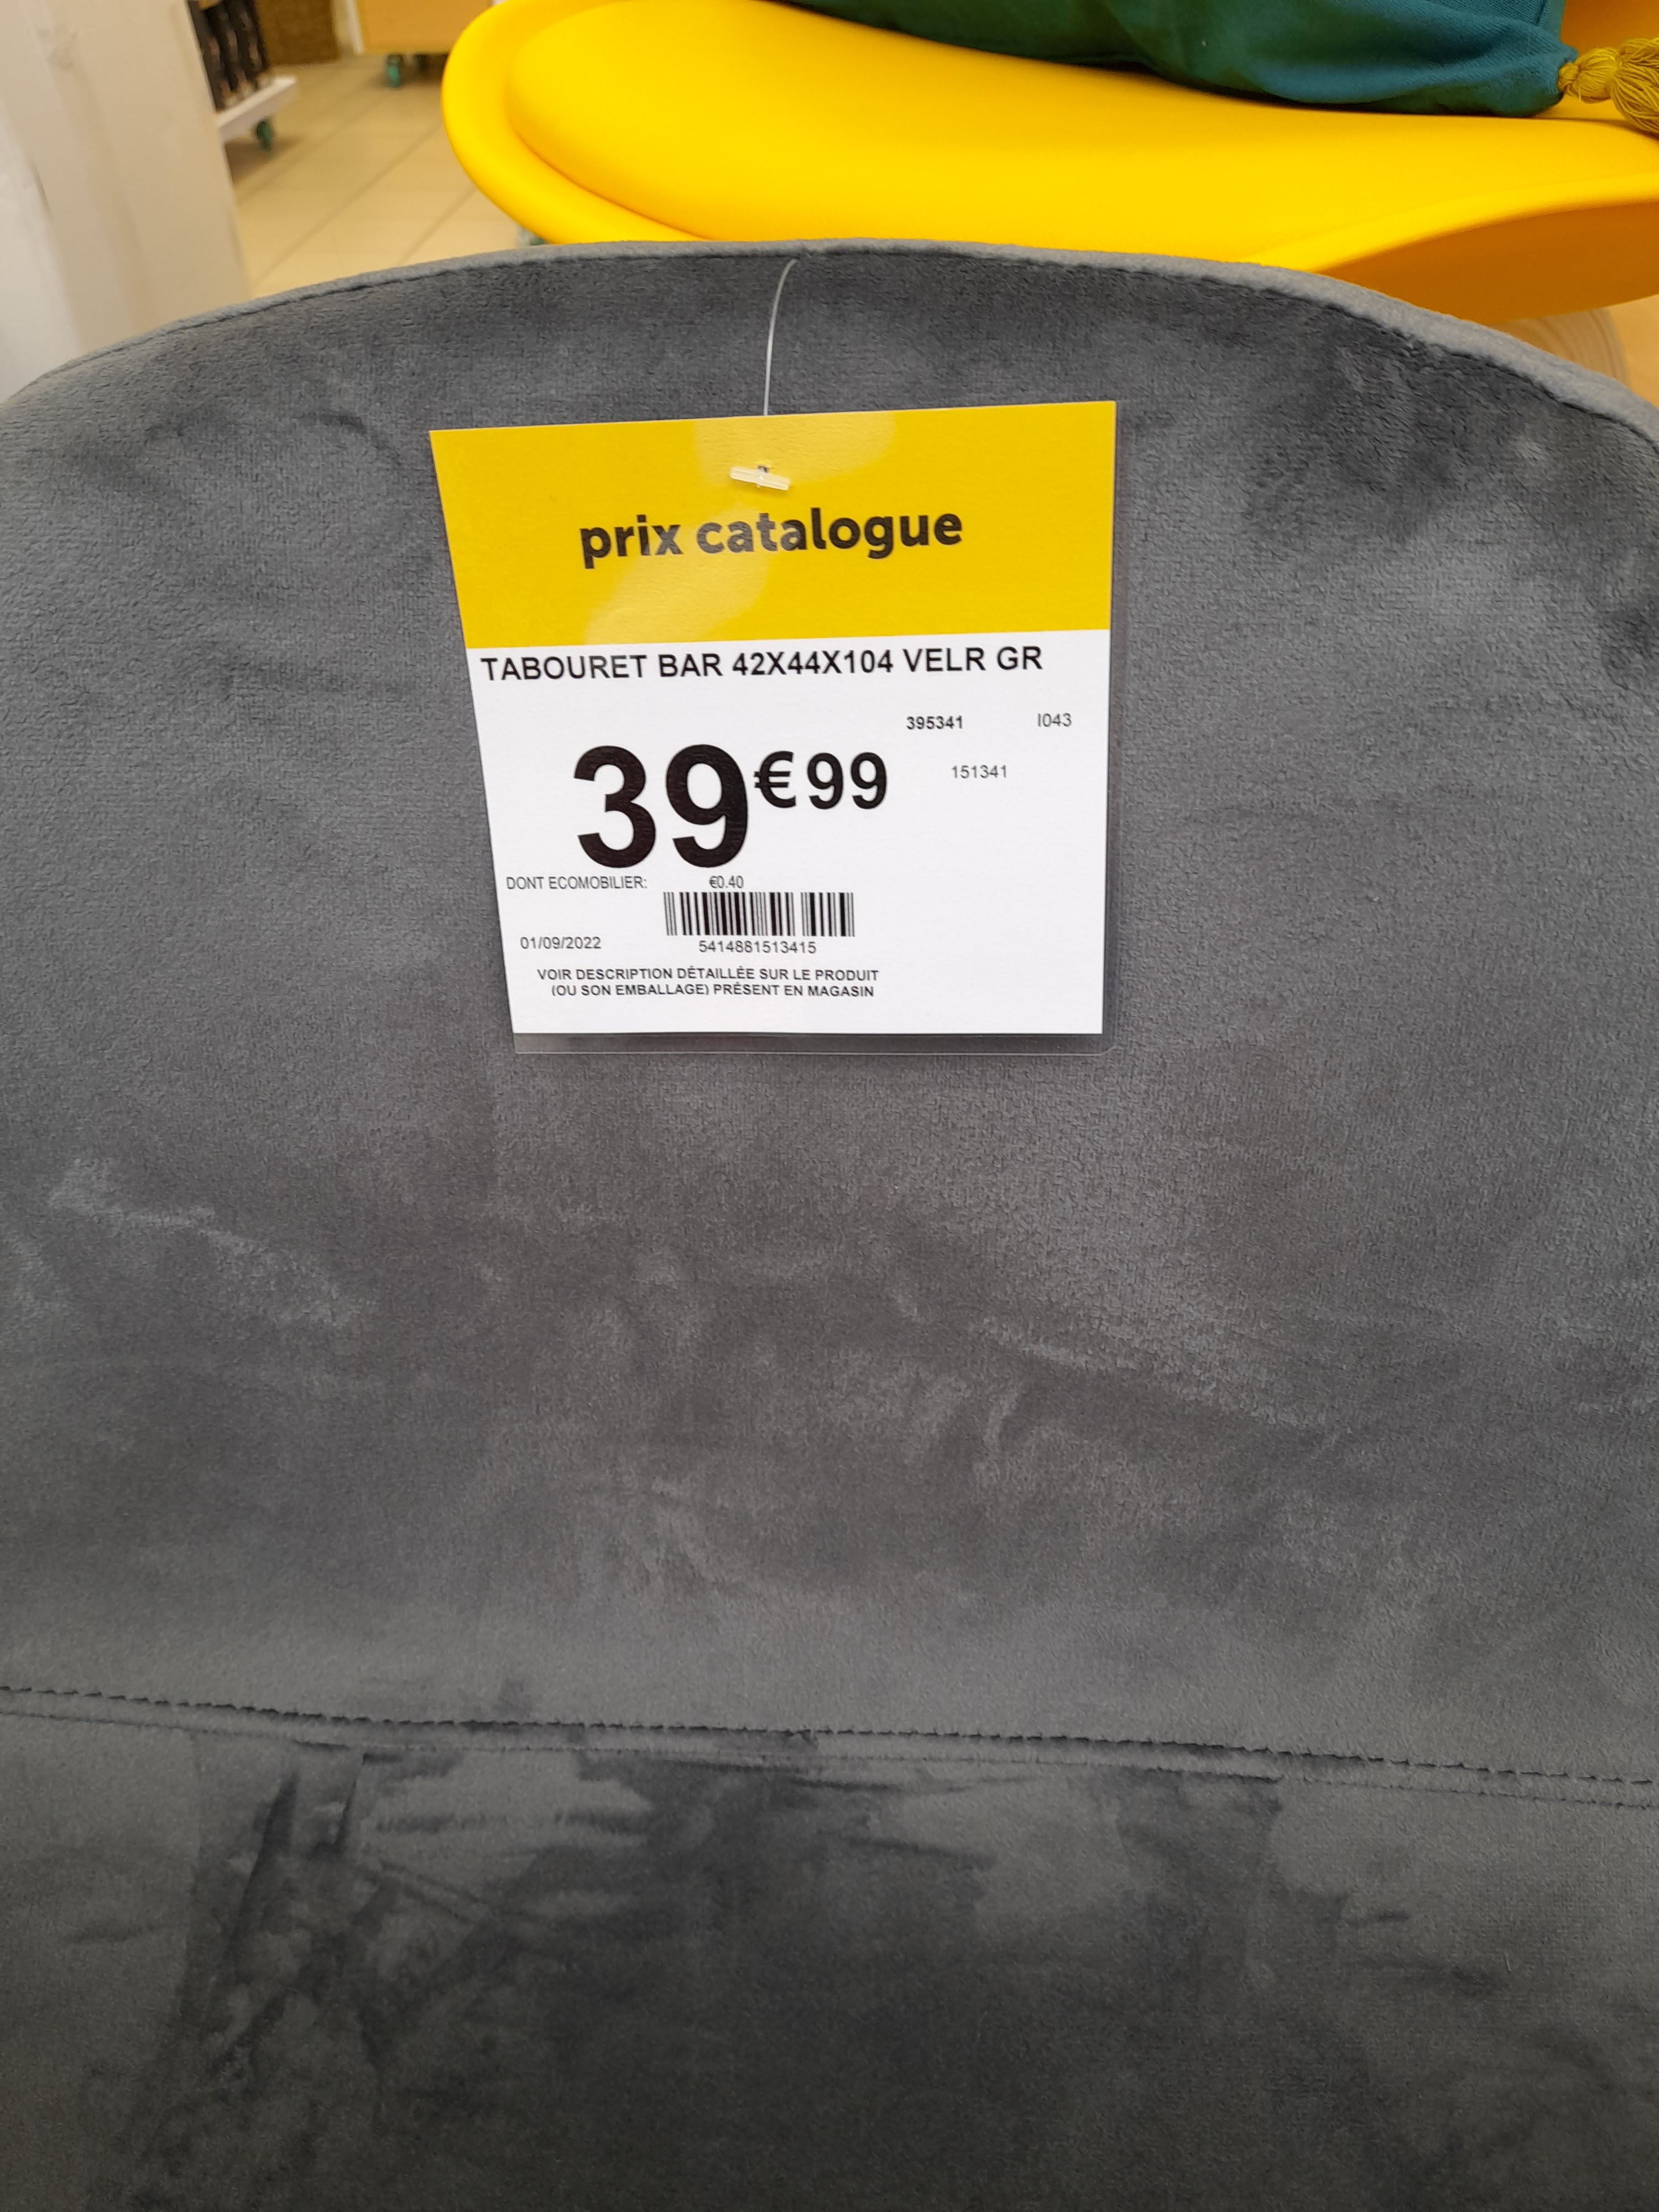 prix catalogue
TABOURET BAR 42X44X104 VELR GR
395341 I043
39€99 151341
DONT ECOMOBILIER: €0.40
01/09/2022 5414881513415
VOIR DESCRIPTION DÉTAILLÉE SUR LE PRODUIT
(OU SON EMBALLAGE) PRÉSENT EN MAGASIN